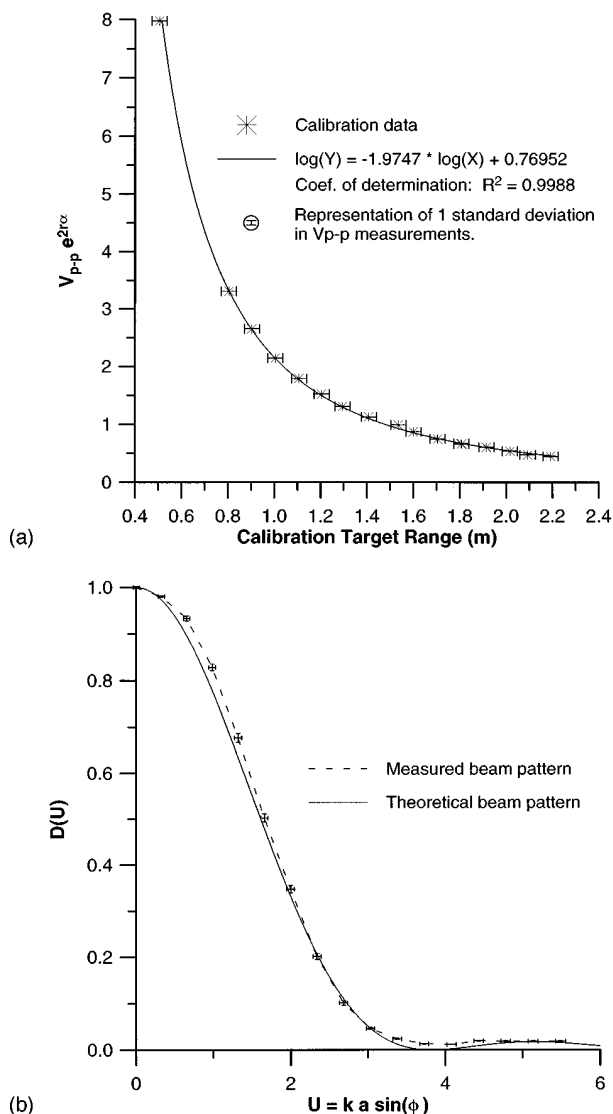 8
7
6
5
4
3
2
1
0
V_{p-p} e^{2rα}
Calibration data
log(Y) = -1.9747 * log(X) + 0.76952
Coef. of determination: R² = 0.9988
Representation of 1 standard deviation
in Vp-p measurements.
0.4 0.6 0.8 1.0 1.2 1.4 1.6 1.8 2.0 2.2 2.4
Calibration Target Range (m)
(a)
1.0
0.8
0.6
0.4
0.2
0.0
D(U)
Measured beam pattern
Theoretical beam pattern
0 2 4 6
U = k a sin(ϕ)
(b)